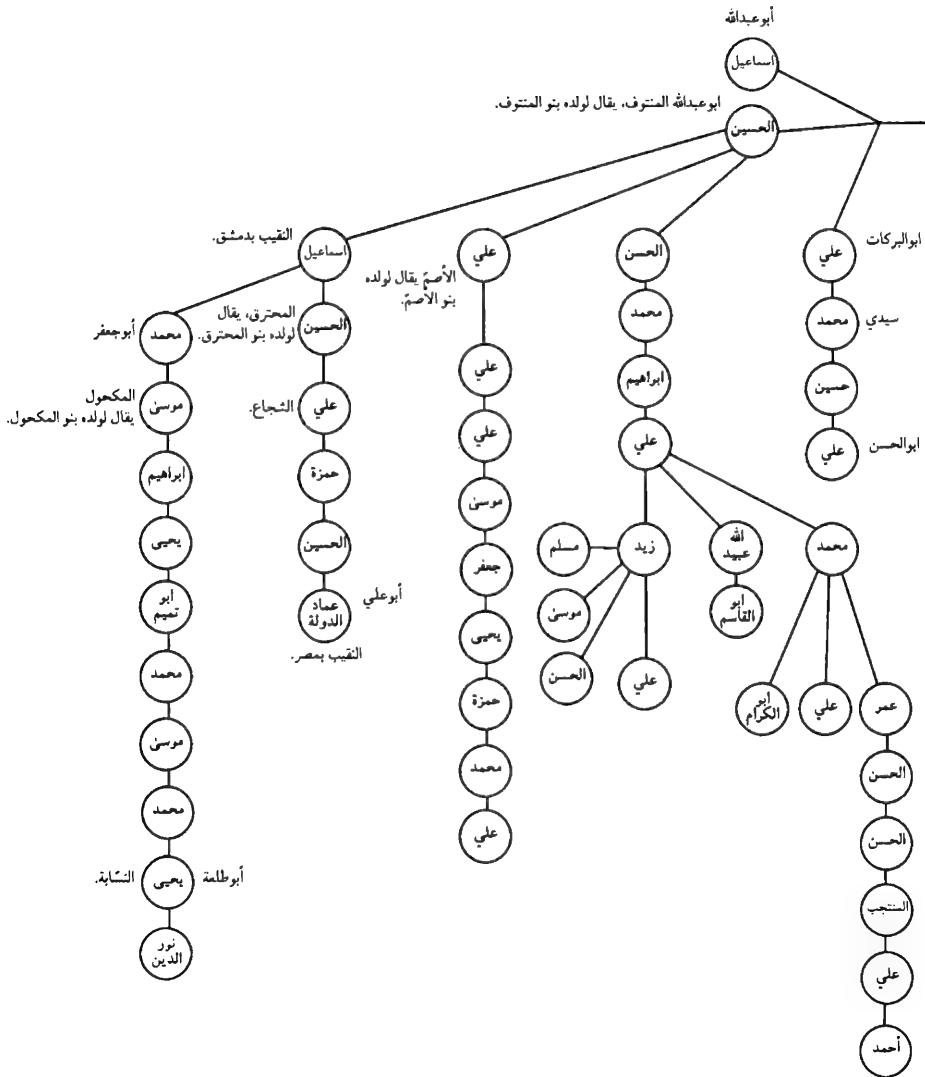 أبوعبدالله
اسماعيل
ابوعبدالله المنتوف، يقال لولده بنو المنتوف.
الحسين
ابوالبركات
علي
سيدي
محمد
حسين
ابوالحسن
علي
الحسن
محمد
ابراهيم
علي
محمد
عمر
الحسن
الحسن
المنتجب
علي
أحمد
علي
ابو
الكرام
الله
عبيد
ابو
القاسم
زيد
علي
الحسن
موسىٰ
مسلم
علي
الأصمّ يقال لولده
بنو الأصمّ.
علي
علي
موسىٰ
جعفر
يحيى
حمزة
محمد
علي
اسماعيل
النقيب بدمشق.
الحسين
المحترق، يقال
لولده بنو المحترق.
علي
الشجاع.
حمزة
الحسين
أبوعلي
عماد
الدولة
النقيب بمصر.
محمد
أبوجعفر
موسىٰ
المكحول
يقال لولده بنو المكحول.
ابراهيم
يحيى
ابو
تميم
محمد
موسىٰ
محمد
أبوطلعة
يحيى
النسّابة.
نور
الدين